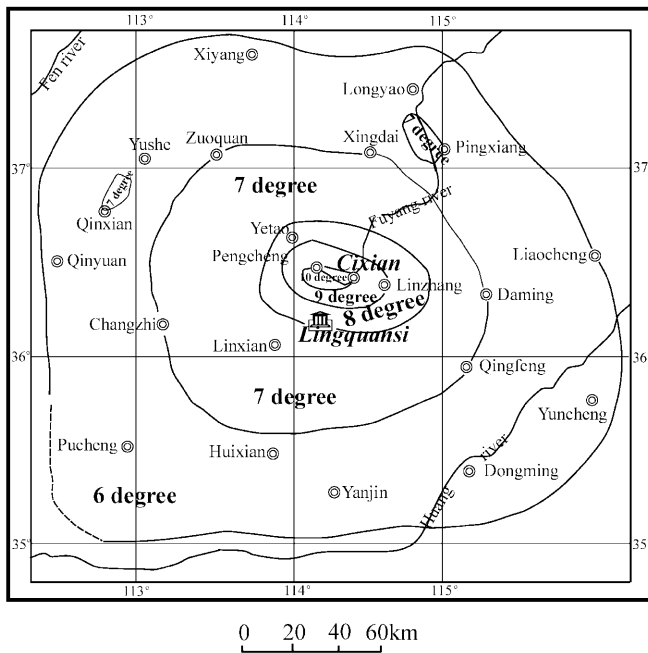 113° 114° 115°
Fen river
Xiyang
Longyao
Yushe Zuoquan Xingdai 7 degree Pingxiang
37° 37
7 degree
7 degree
Qinxian
Fuyang river
Yetao
Qinyuan
Pengcheng Cixian Liaocheng
10 degree
Linzhang
9 degree Daming
8 degree
Changzhi
Lingquansi
Linxian
36° 36
Qingfeng
7 degree
Yuncheng
Pucheng Huixian
Huang river
Dongming
6 degree Yanjin
35° 35
113° 114° 115°
0 20 40 60km